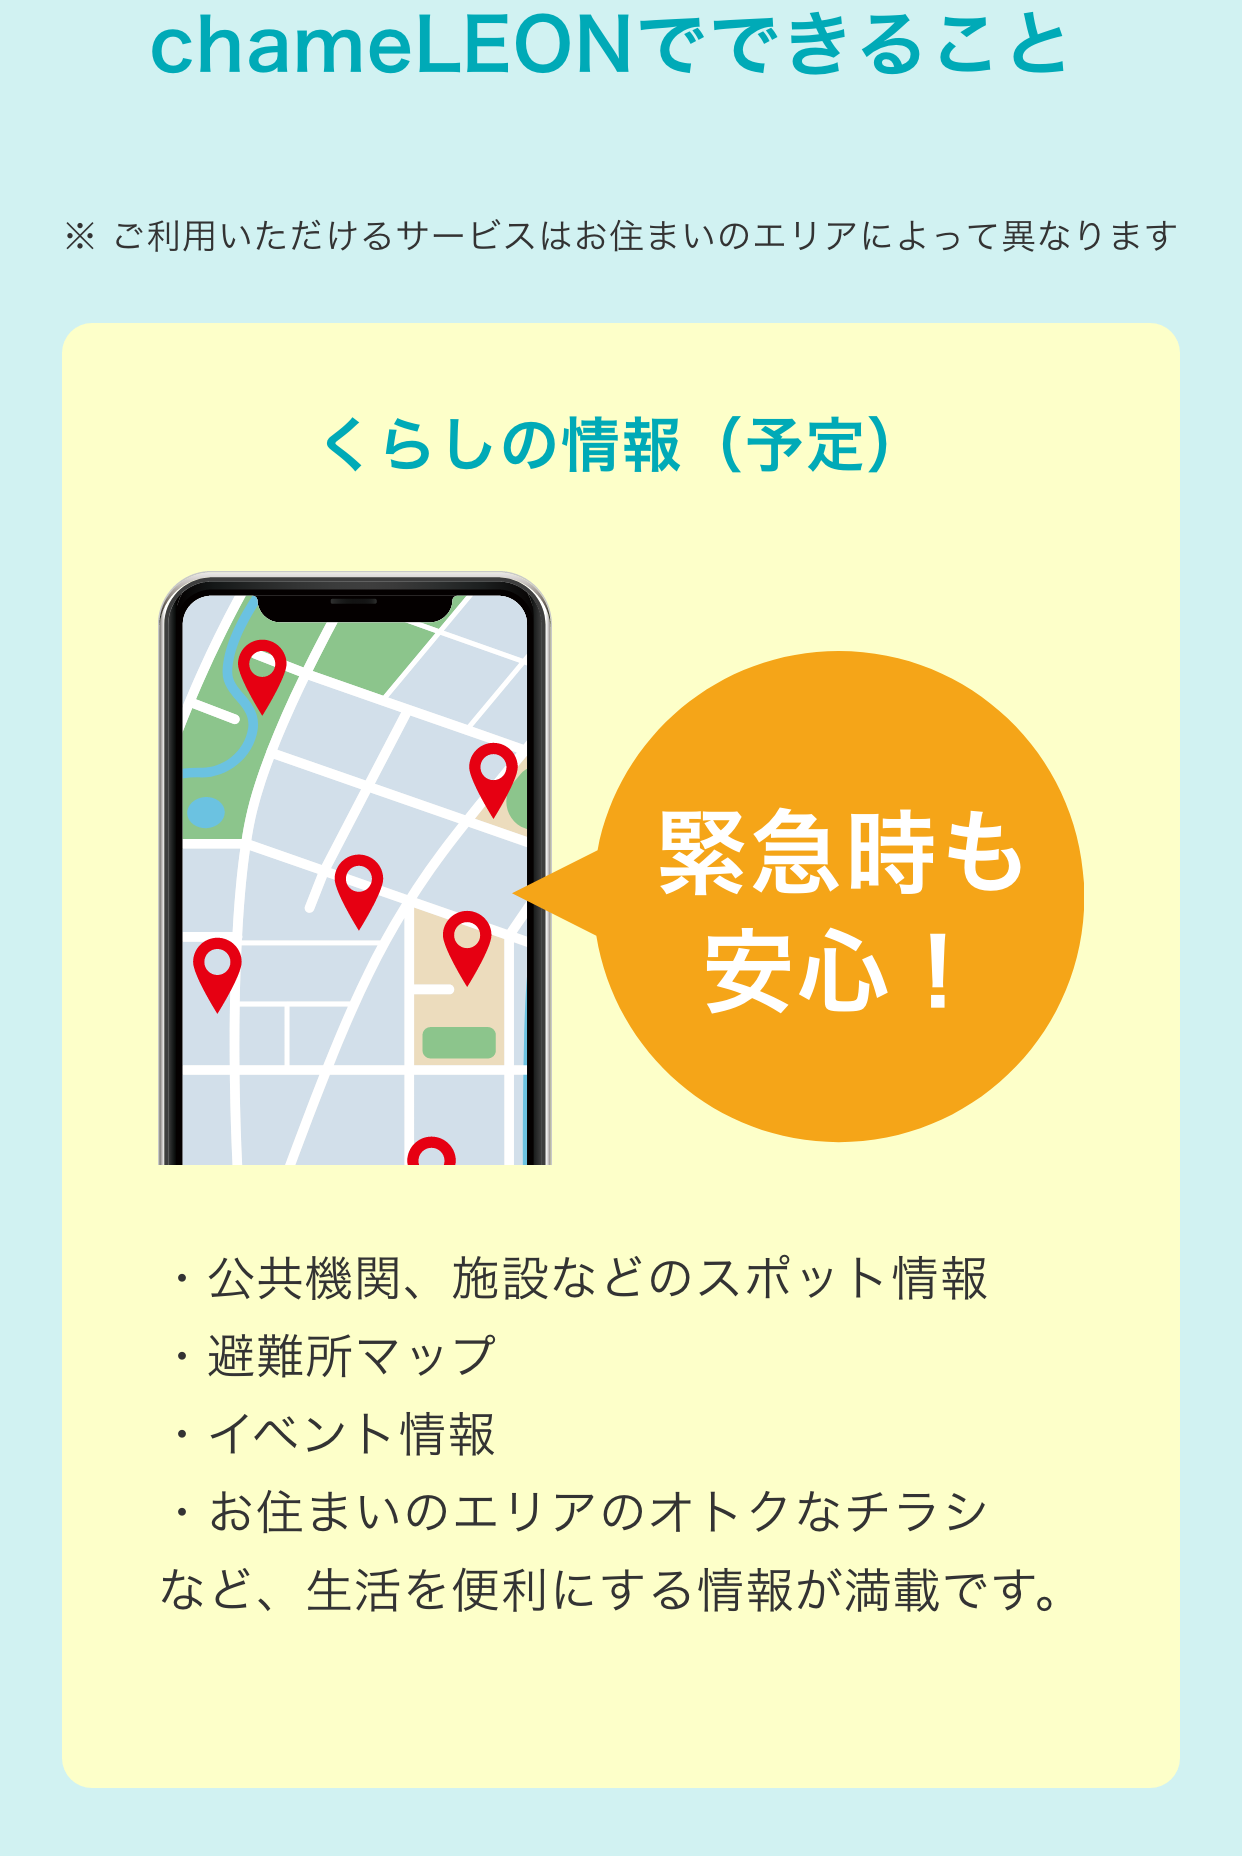 chameLEONでできること
※ ご利用いただけるサービスはお住まいのエリアによって異なります
くらしの情報（予定）
緊急時も
安心！
・公共機関、施設などのスポット情報
・避難所マップ
・イベント情報
・お住まいのエリアのオトクなチラシ
など、生活を便利にする情報が満載です。